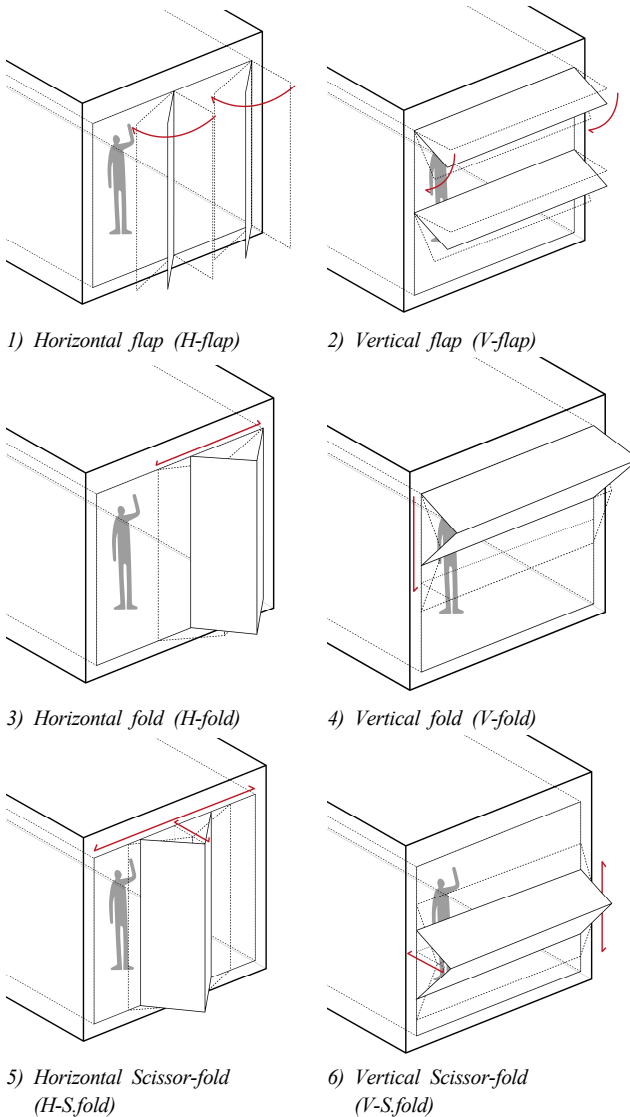 1) Horizontal flap (H-flap)
2) Vertical flap (V-flap)
3) Horizontal fold (H-fold)
4) Vertical fold (V-fold)
5) Horizontal Scissor-fold
(H-S.fold)
6) Vertical Scissor-fold
(V-S.fold)